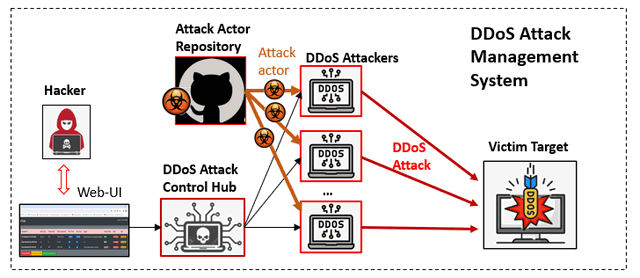 Attack Actor
Repository
Attack
actor
DDoS Attackers
DDoS Attack
Management
System
Hacker
DDOS
DDOS
DDoS
Attack
Victim Target
Web-UI
DDoS Attack
Control Hub
...
DDOS
DDOS